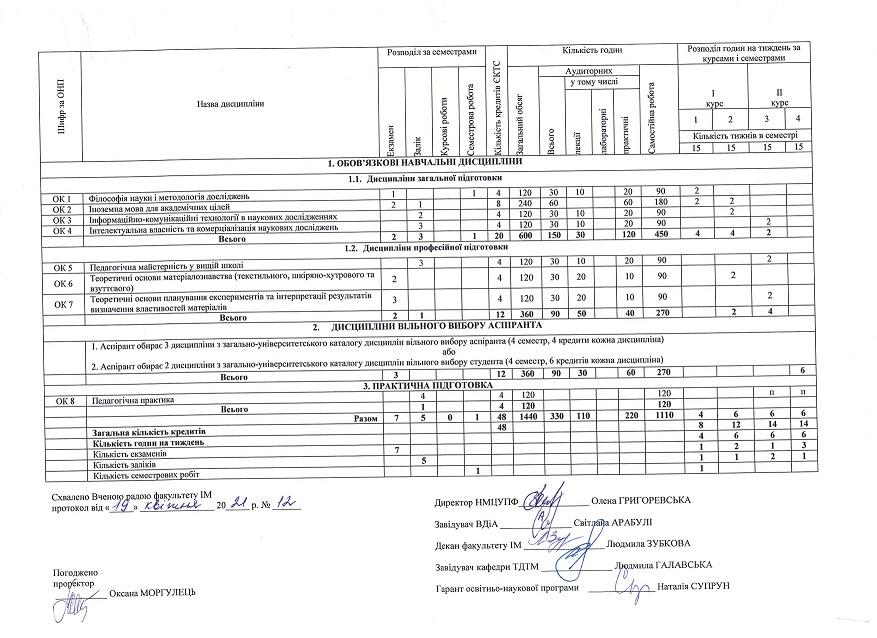 Шифр за ОНП
Назва дисципліни
Розподіл за семестрами
Екзамен
Залік
Курсові роботи
Семестрова робота
Кількість кредитів ЄКТС
Кількість годин
Загальний обсяг
Аудиторних
Всього
у тому числі
лекції
лабораторні
практичні
Самостійна робота
Розподіл годин на тиждень за
курсами і семестрами
І
курс
ІІ
курс
1 2 3 4
Кількість тижнів в семестрі
15 15 15 15
1. ОБОВ'ЯЗКОВІ НАВЧАЛЬНІ ДИСЦИПЛІНИ
1.1. Дисципліни загальної підготовки
ОК 1 Філософія науки і методологія досліджень 1 1 4 120 30 10 20 90 2
ОК 2 Іноземна мова для академічних цілей 2 1 8 240 60 60 180 2 2
ОК 3 Інформаційно-комунікаційні технології в наукових дослідженнях 2 4 120 30 10 20 90 2
ОК 4 Інтелектуальна власність та комерціалізація наукових досліджень 3 4 120 30 10 20 90 2
Всього 2 3 1 20 600 150 30 120 450 4 4 2
1.2. Дисципліни професійної підготовки
ОК 5 Педагогічна майстерність у вищій школі 3 4 120 30 10 20 90 2
ОК 6 Теоретичні основи матеріалознавства (текстильного, шкіряно-хутрового та
взуттєвого) 2 4 120 30 20 10 90 2
ОК 7 Теоретичні основи планування експериментів та інтерпретації результатів
визначення властивостей матеріалів 3 4 120 30 20 10 90 2
Всього 2 1 12 360 90 50 40 270 2 4
2. ДИСЦИПЛІНИ ВІЛЬНОГО ВИБОРУ АСПІРАНТА
1. Аспірант обирає 3 дисципліни з загально-університетського каталогу дисциплін вільного вибору аспіранта (4 семестр, 4 кредити кожна дисципліна)
або
2. Аспірант обирає 2 дисципліни з загально-університетського каталогу дисциплін вільного вибору студента (4 семестр, 6 кредитів кожна дисципліна)
Всього 3 12 360 90 30 60 270 6
3. ПРАКТИЧНА ПІДГОТОВКА
ОК 8 Педагогічна практика 4 4 120 120 п п
Всього 1 4 120 120
Разом 7 5 0 1 48 1440 330 110 220 1110 4 6 6 6
Загальна кількість кредитів 48 8 12 14 14
Кількість годин на тиждень 4 6 6 6
Кількість екзаменів 7 1 2 1 3
Кількість заліків 5 1 1 2 1
Кількість семестрових робіт 1 1
Схвалено Вченою радою факультету ІМ
протокол від « 19 » квітня 20 21 р. № 12
Погоджено
проректор
Оксана МОРГУЛЕЦЬ
Директор НМЦУПФ Олена ГРИГОРЕВСЬКА
Завідувач ВДіА Світлана АРАБУЛІ
Декан факультету ІМ Людмила ЗУБКОВА
Завідувач кафедри ТДТМ Людмила ГАЛАВСЬКА
Гарант освітньо-наукової програми Наталія СУПРУН